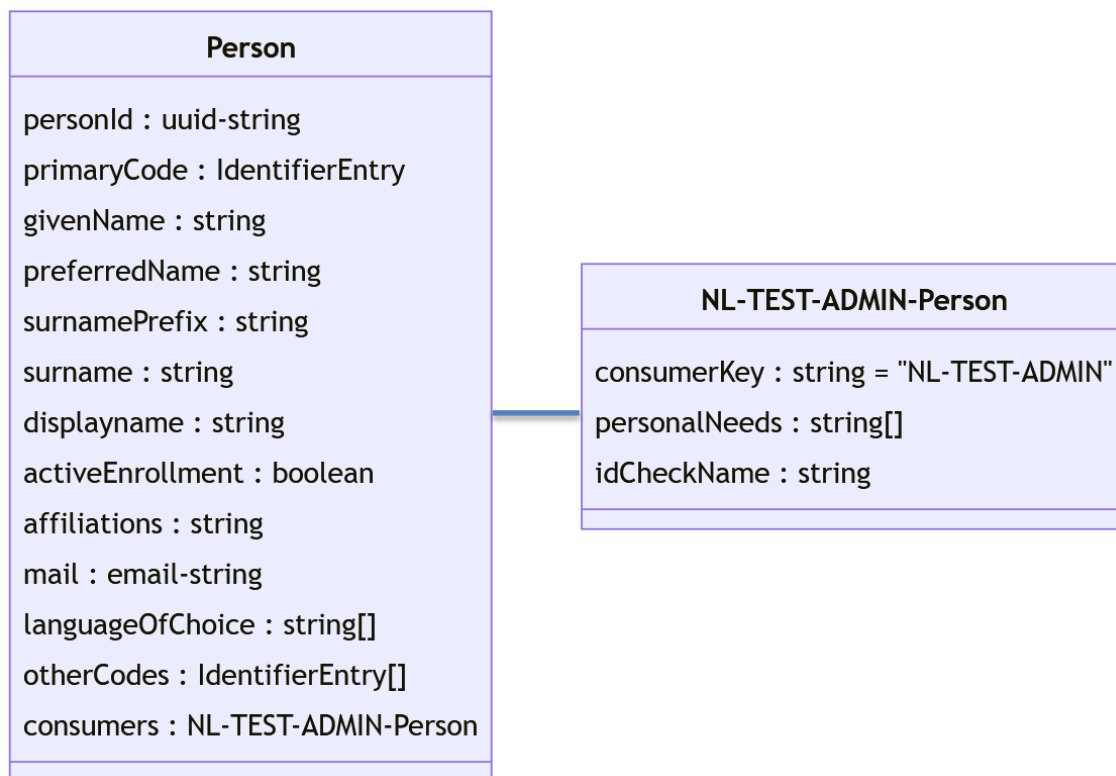 Person
personId : uuid-string
primaryCode : IdentifierEntry
givenName : string
preferredName : string
surnamePrefix : string
surname : string
displayname : string
activeEnrollment : boolean
affiliations : string
mail : email-string
languageOfChoice : string[]
otherCodes : IdentifierEntry[]
consumers : NL-TEST-ADMIN-Person
NL-TEST-ADMIN-Person
consumerKey : string = "NL-TEST-ADMIN"
personalNeeds : string[]
idCheckName : string